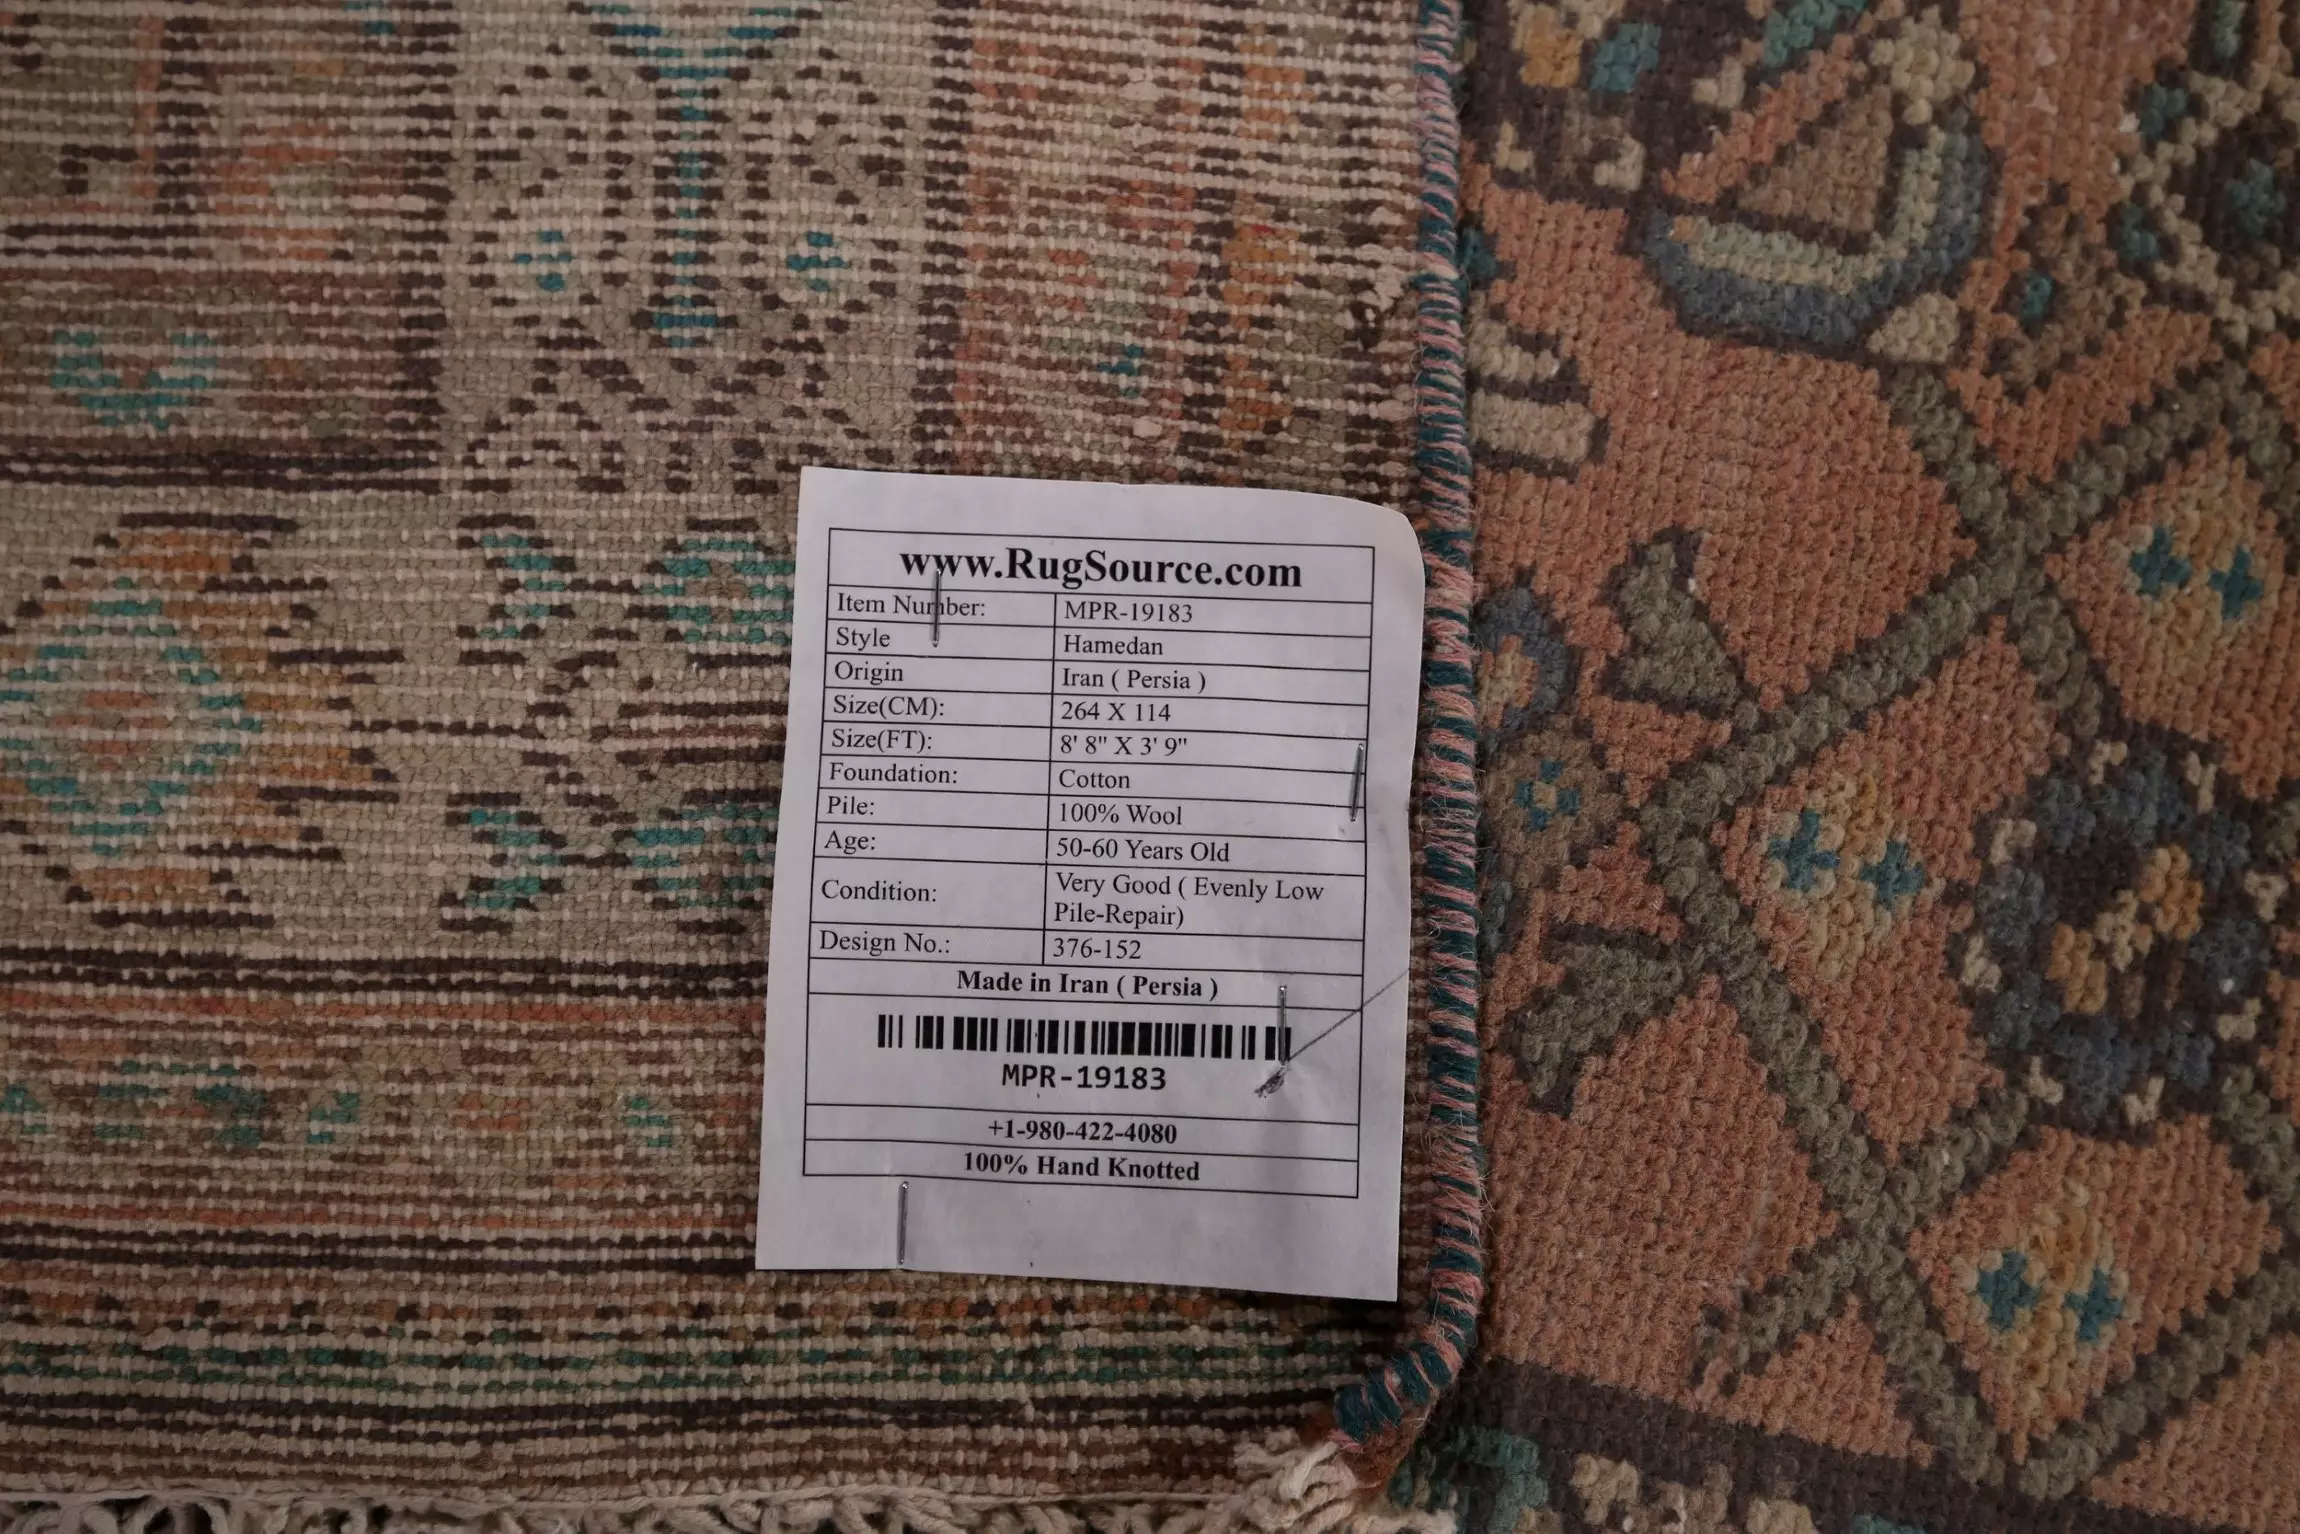 www.RugSource.com
Item Number: MPR-19183
Style Hamedan
Origin Iran ( Persia )
Size(CM): 264 X 114
Size(FT): 8' 8" X 3' 9"
Foundation: Cotton
Pile: 100% Wool
Age: 50-60 Years Old
Condition: Very Good ( Evenly Low
Pile-Repair)
Design No.: 376-152
Made in Iran ( Persia )
MPR-19183
+1-980-422-4080
100% Hand Knotted